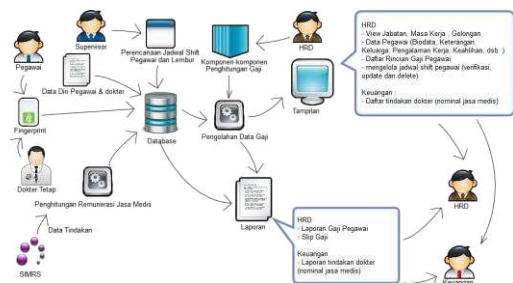 Supervisor
Perencanaan Jadwal Shift
Pegawai dan Lembur
Komponen-komponen
Penghitungan Gaji
HRD
HRD
- View Jabatan, Masa Kerja , Golongan
- Data Pegawai (Biodata, Keterangan,
Keluarga, Pengalaman Kerja, Keahlihan, dsb. )
- Daftar Rincian Gaji Pegawai
- mengelola jadwal shift pegawai (verifikasi,
update dan delete)
Keuangan :
- Daftar tindakan dokter (nominal jasa medis)
Pegawai
Data Diri Pegawai & dokter
Fingerprint
Database
Pengolahan Data Gaji
Tampilan
Dokter Tetap
Penghitungan Remunerasi Jasa Medis
Data Tindakan
SIMRS
Laporan
HRD
- Laporan Gaji Pegawai
- Slip Gaji
Keuangan
- Laporan tindakan dokter
(nominal jasa medis)
HRD
Keuangan